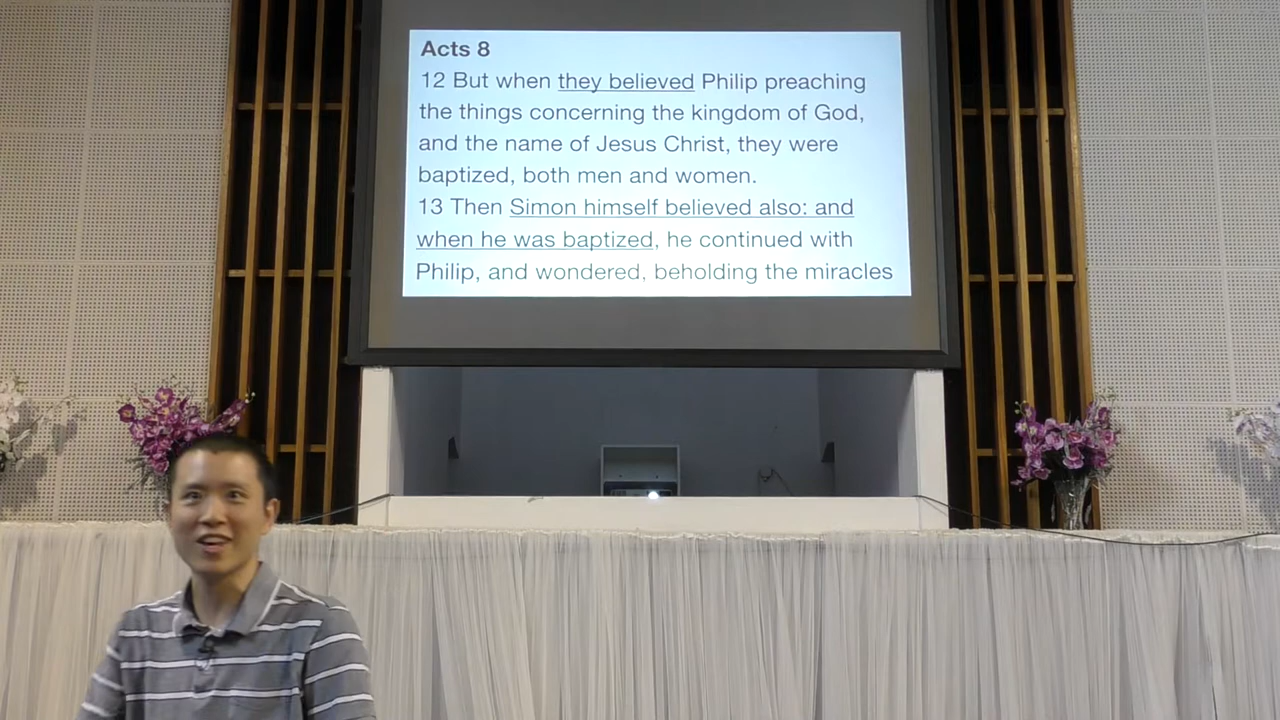 Acts 8
12 But when they believed Philip preaching
the things concerning the kingdom of God,
and the name of Jesus Christ, they were
baptized, both men and women.
13 Then Simon himself believed also: and
when he was baptized, he continued with
Philip, and wondered, beholding the miracles